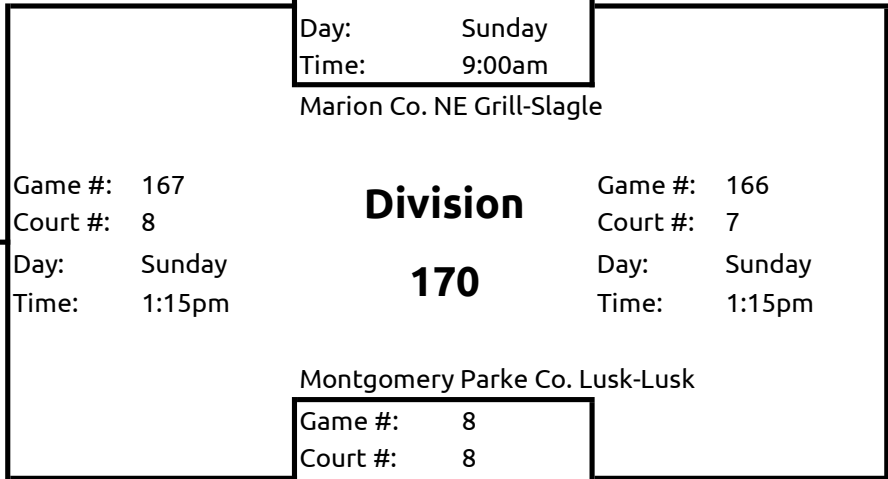 Day: Sunday
Time: 9:00am
Marion Co. NE Grill-Slagle
Game #: 167
Court #: 8
Day: Sunday
Time: 1:15pm
Division
170
Game #: 166
Court #: 7
Day: Sunday
Time: 1:15pm
Montgomery Parke Co. Lusk-Lusk
Game #: 8
Court #: 8